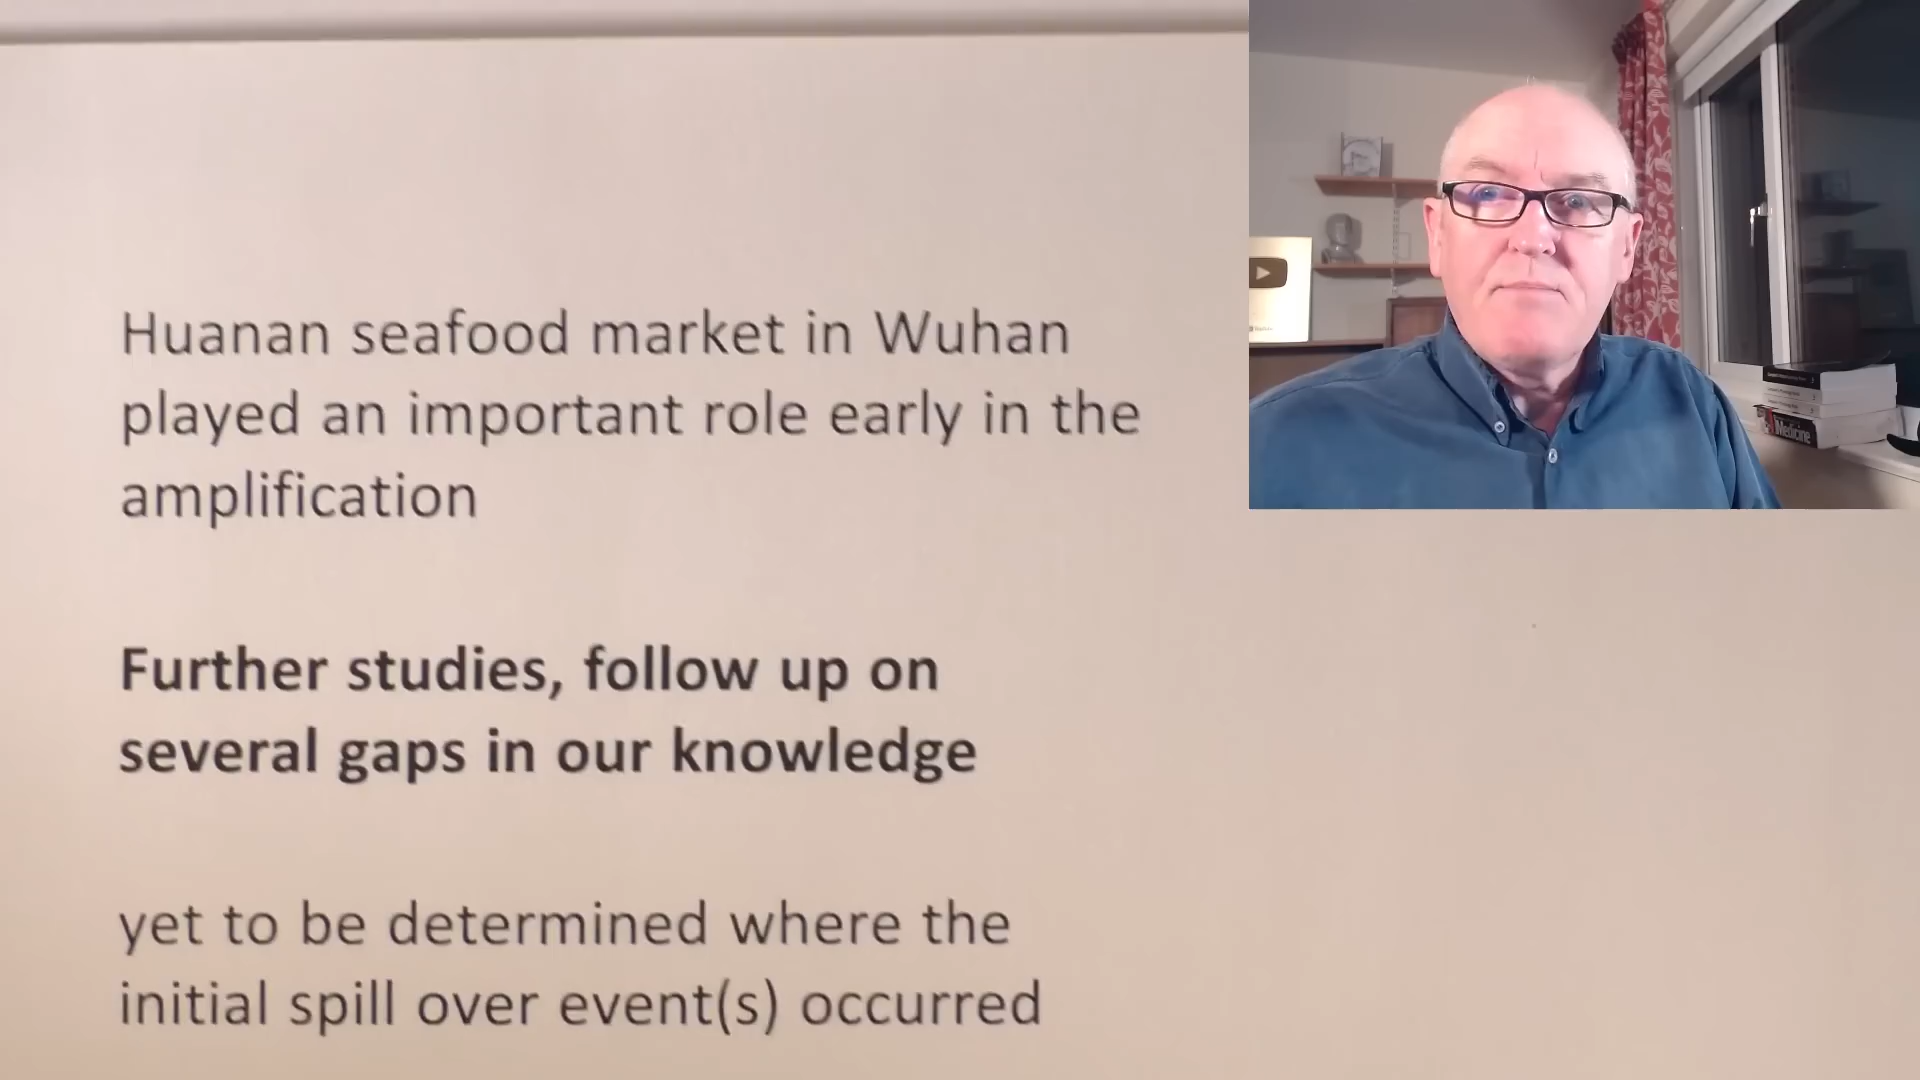 Huanan seafood market in Wuhan
played an important role early in the
amplification
Further studies, follow up on
several gaps in our knowledge
yet to be determined where the
initial spill over event(s) occurred
Medicine